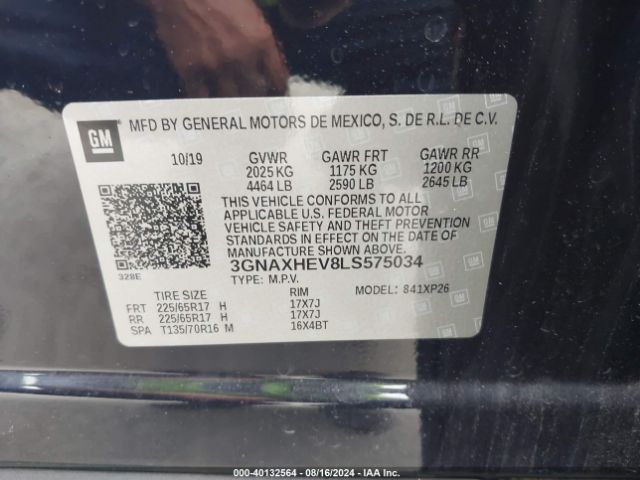 GM
MFD BY GENERAL MOTORS DE MEXICO, S. DE R.L. DE C.V.
10/19 GVWR GAWR FRT GAWR RR
2025 KG 1175 KG 1200 KG
4464 LB 2590 LB 2645 LB
THIS VEHICLE CONFORMS TO ALL
APPLICABLE U.S. FEDERAL MOTOR
VEHICLE SAFETY AND THEFT PREVENTION
STANDARDS IN EFFECT ON THE DATE OF
MANUFACTURE SHOWN ABOVE.
3GNAXHEV8LS575034
328E
TYPE: M.P.V.
MODEL: 841XP26
TIRE SIZE RIM
FRT 225/65R17 H 17X7J
RR 225/65R17 H 17X7J
SPA T135/70R16 M 16X4BT
000-40132564 - 08/16/2024 - IAA Inc.